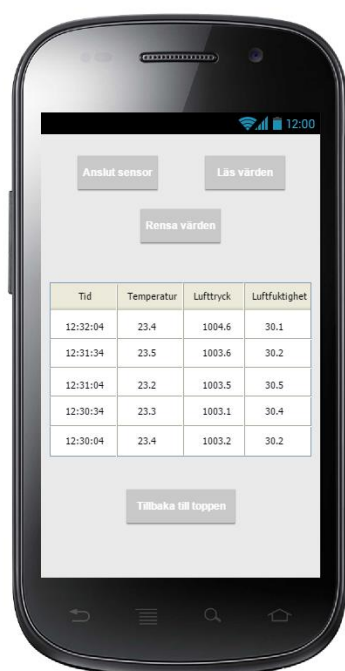 12:00
Anslut sensor Läs värden
Rensa värden
Tid Temperatur Lufttryck Luftfuktighet
12:32:04 23.4 1004.6 30.1
12:31:34 23.5 1003.6 30.2
12:31:04 23.2 1003.5 30.5
12:30:34 23.3 1003.1 30.4
12:30:04 23.4 1003.2 30.2
Tillbaka till toppen